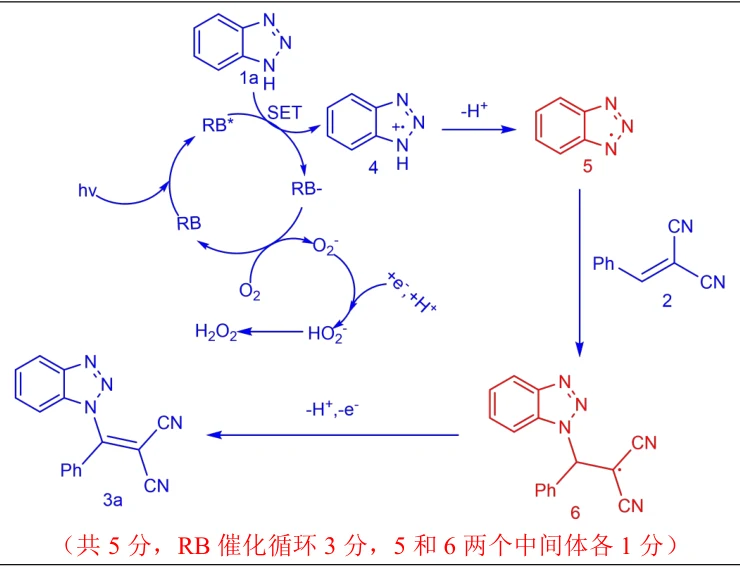 N
N
N
H
1a
SET
RB*
N
N
+•
N
H
4
-H+
N
N
N
5
hν
RB-
RB
O2-
O2
+e-,+H+
H2O2
HO2-
CN
Ph
CN
2
N
N
N
CN
Ph
CN
3a
-H+,-e-
N
N
N
CN
Ph
CN
6
（共 5 分，RB 催化循环 3 分，5 和 6 两个中间体各 1 分）